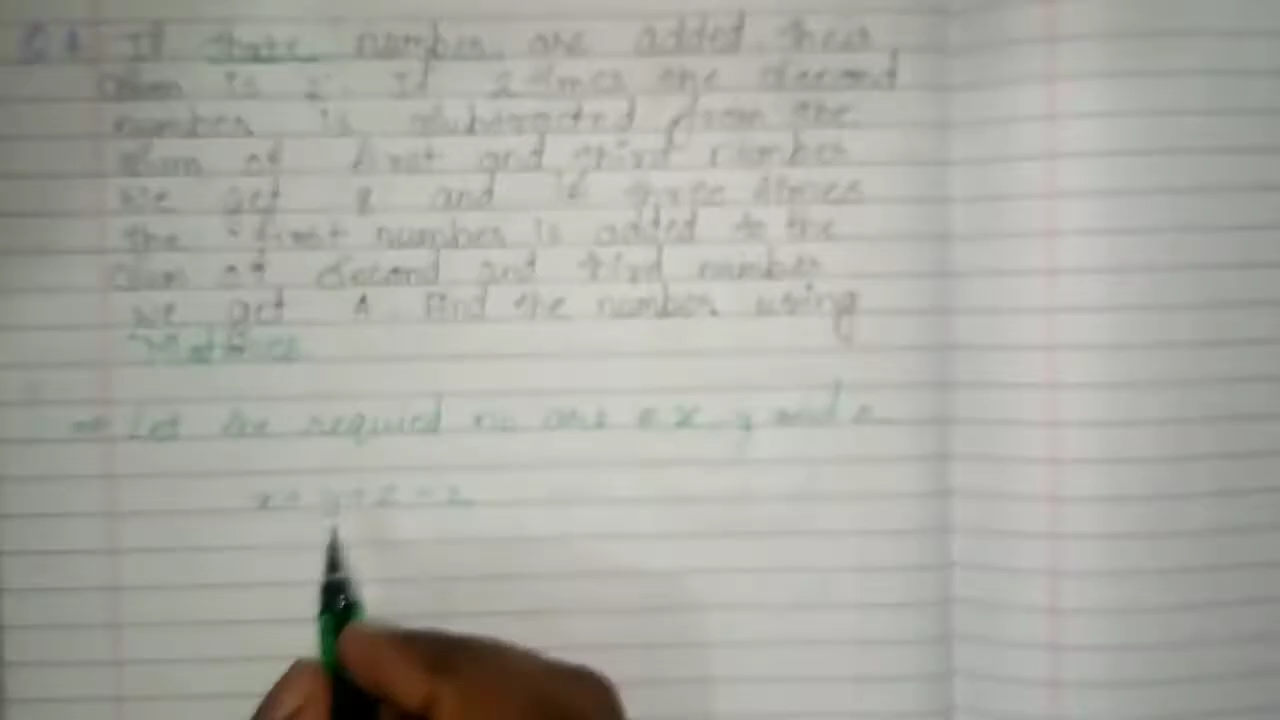 If three number are added their
sum is 2. If 2 times the second
number is subtracted from the
sum of first and third number
we get 8 and if three times
the first number is added to the
sum of second and third number
we get 4. Find the number using
Matrices
Let the required no. are x, y and z
x + y + z = 2